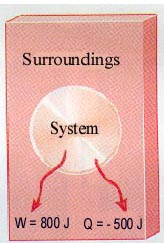 Surroundings
System
W = 800 J Q = - 500 J